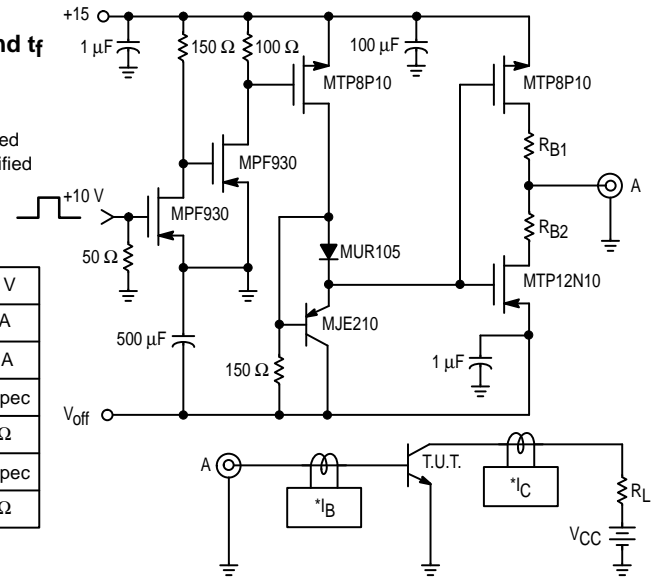 +15
1 µF
150 Ω
100 Ω
100 µF
MTP8P10
MTP8P10
nd tf
ed
ified
MPF930
RB1
A
+10 V
MPF930
RB2
50 Ω
MUR105
MTP12N10
V
A
A
pec
Ω
pec
Ω
500 µF
MJE210
150 Ω
1 µF
Voff
A
T.U.T.
*IB
*IC
RL
VCC